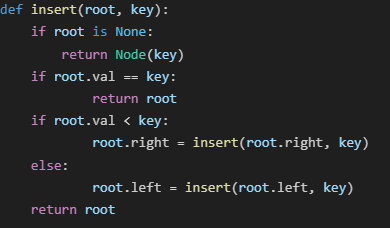 def insert(root, key):
    if root is None:
        return Node(key)
    if root.val == key:
            return root
    if root.val < key:
            root.right = insert(root.right, key)
    else:
            root.left = insert(root.left, key)
    return root